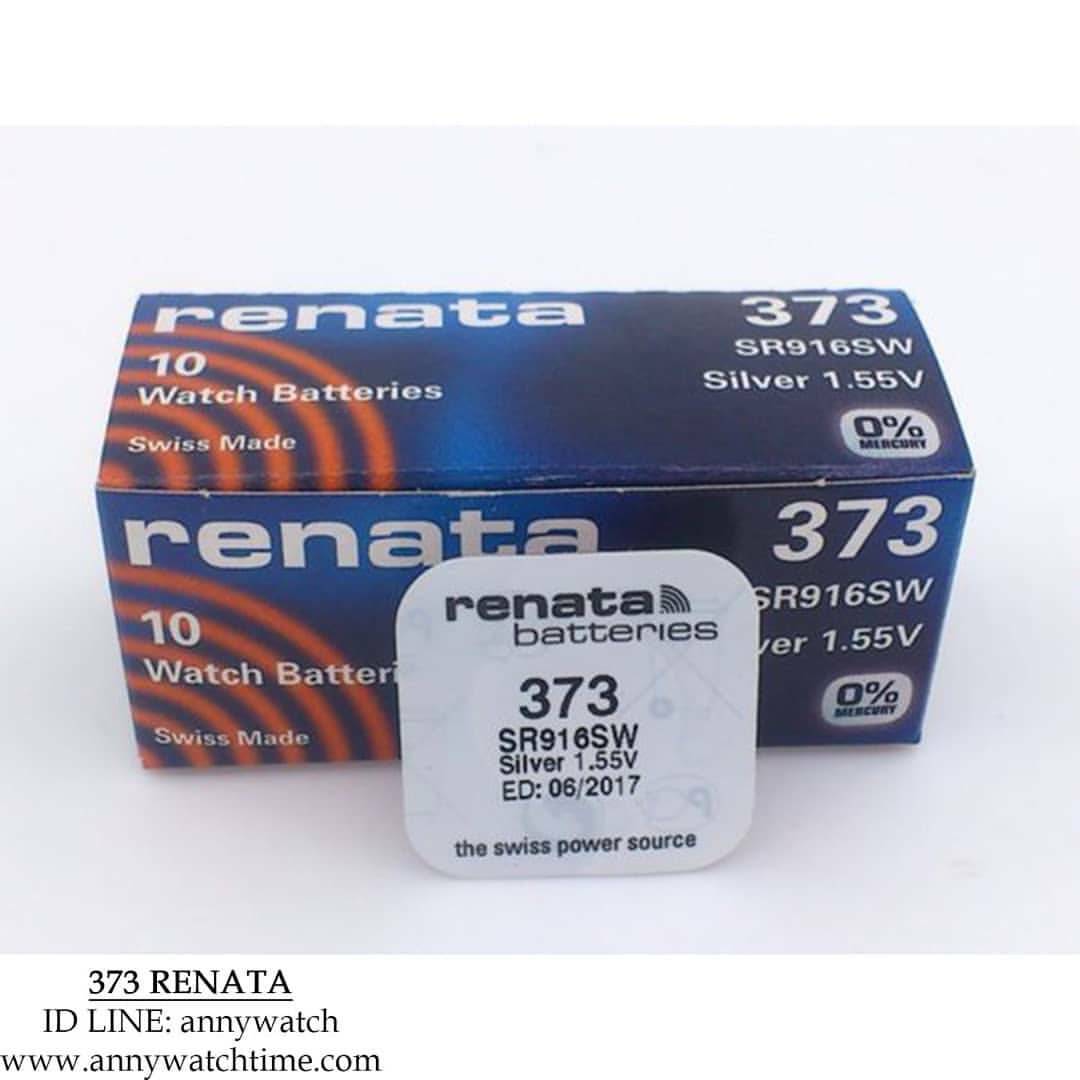 renata
373
10
SR916SW
Watch Batteries
Silver 1.55V
Swiss Made
0%
MERCURY
renata
373
10
SR916SW
Watch Batteri
ver 1.55V
Swiss Made
0%
MERCURY
renata
batteries
373
SR916SW
Silver 1.55V
ED: 06/2017
the swiss power source
373 RENATA
ID LINE: annywatch
www.annywatchtime.com